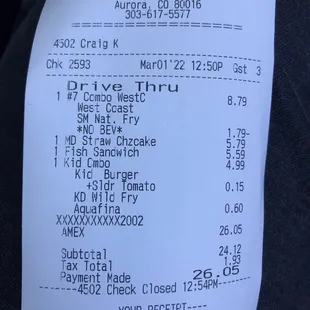 Aurora, CO 80016
303-617-5577
4502 Craig K
Chk 2593 Mar01'22 12:50P Gst 3
Drive Thru
1 #7 Combo WestC 8.79
West Coast
SM Nat. Fry
*NO BEV* 1.79-
1 MD Straw Chzcake 5.79
1 Fish Sandwich 5.59
1 Kid Cmbo 4.99
Kid Burger
+Sldr Tomato 0.15
KD Wild Fry
Aquafina 0.60
XXXXXXXXXXX2002
AMEX 26.05
Subtotal 24.12
Tax Total 1.93
Payment Made 26.05
----4502 Check Closed 12:54PM----
YOUR RECEIPT----